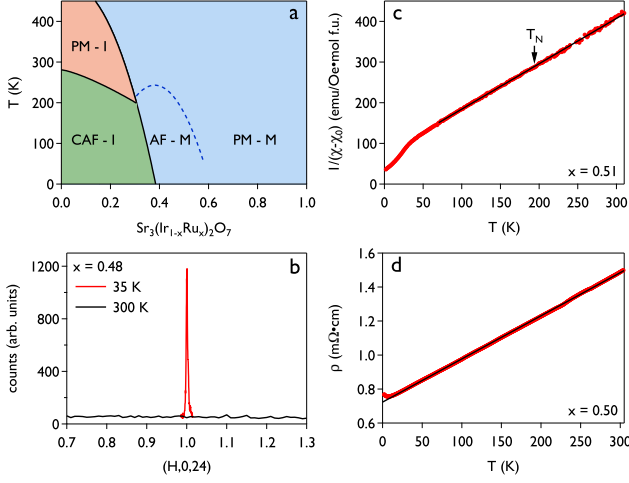 a
T (K)
400
300
200
100
0
PM - I
CAF - I
AF - M
PM - M
0.0
0.2
0.4
0.6
0.8
1.0
Sr₃(Ir₁₋ₓRuₓ)₂O₇
c
1/(χ-χ₀) (emu/Oe•mol f.u.)
400
300
200
100
0
T_N
x = 0.51
0
50
100
150
200
250
300
T (K)
b
x = 0.48
35 K
300 K
counts (arb. units)
1200
800
400
0
0.7
0.8
0.9
1.0
1.1
1.2
1.3
(H,0,24)
d
ρ (mΩ•cm)
1.6
1.4
1.2
1.0
0.8
0.6
x = 0.50
0
50
100
150
200
250
300
T (K)